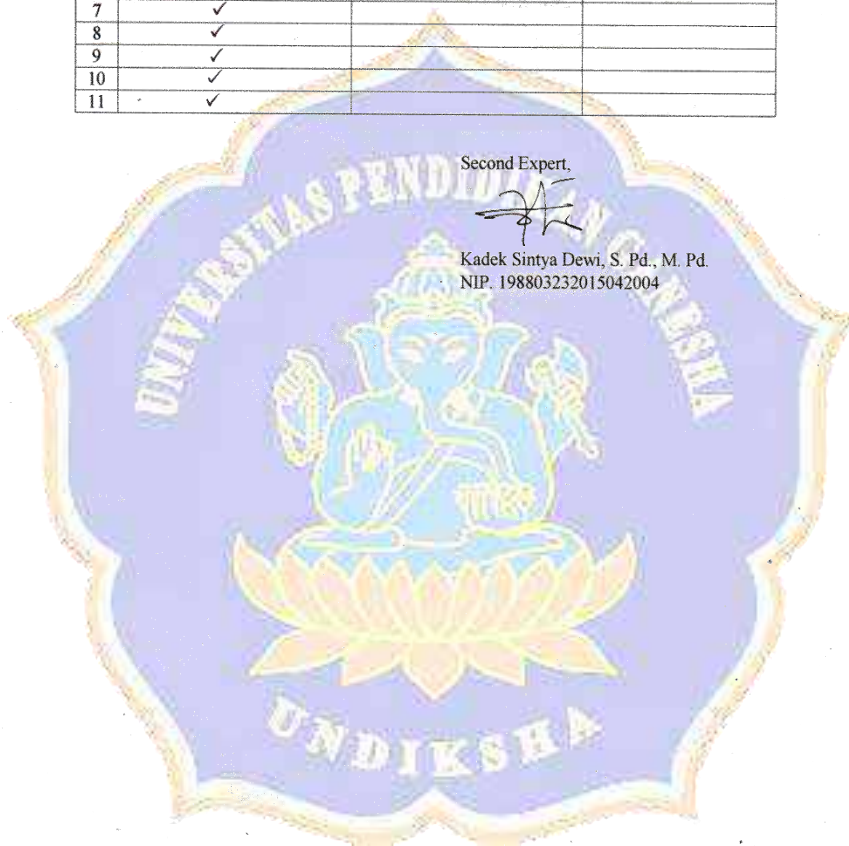 7 ✓
8 ✓
9 ✓
10 ✓
11 ✓
Second Expert,
Kadek Sintya Dewi, S. Pd., M. Pd.
NIP. 198803232015042004
UNIVERSITAS PENDIDIKAN GANESHA
UNDIKSHA